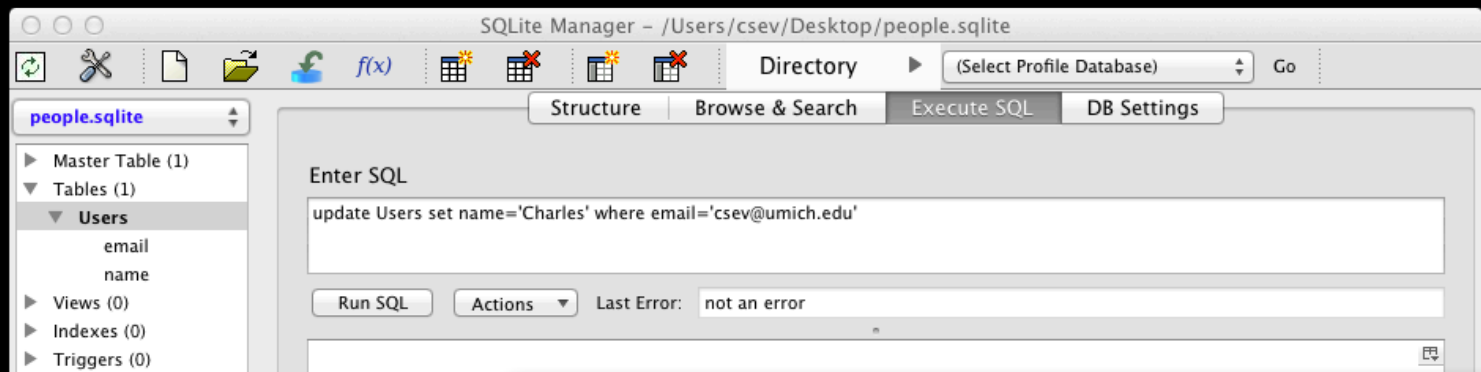 SQLite Manager – /Users/csev/Desktop/people.sqlite
f(x) Directory (Select Profile Database) Go
people.sqlite
Structure Browse & Search Execute SQL DB Settings
Master Table (1)
Tables (1)
Users
email
name
Views (0)
Indexes (0)
Triggers (0)
Enter SQL
update Users set name='Charles' where email='csev@umich.edu'
Run SQL Actions Last Error: not an error